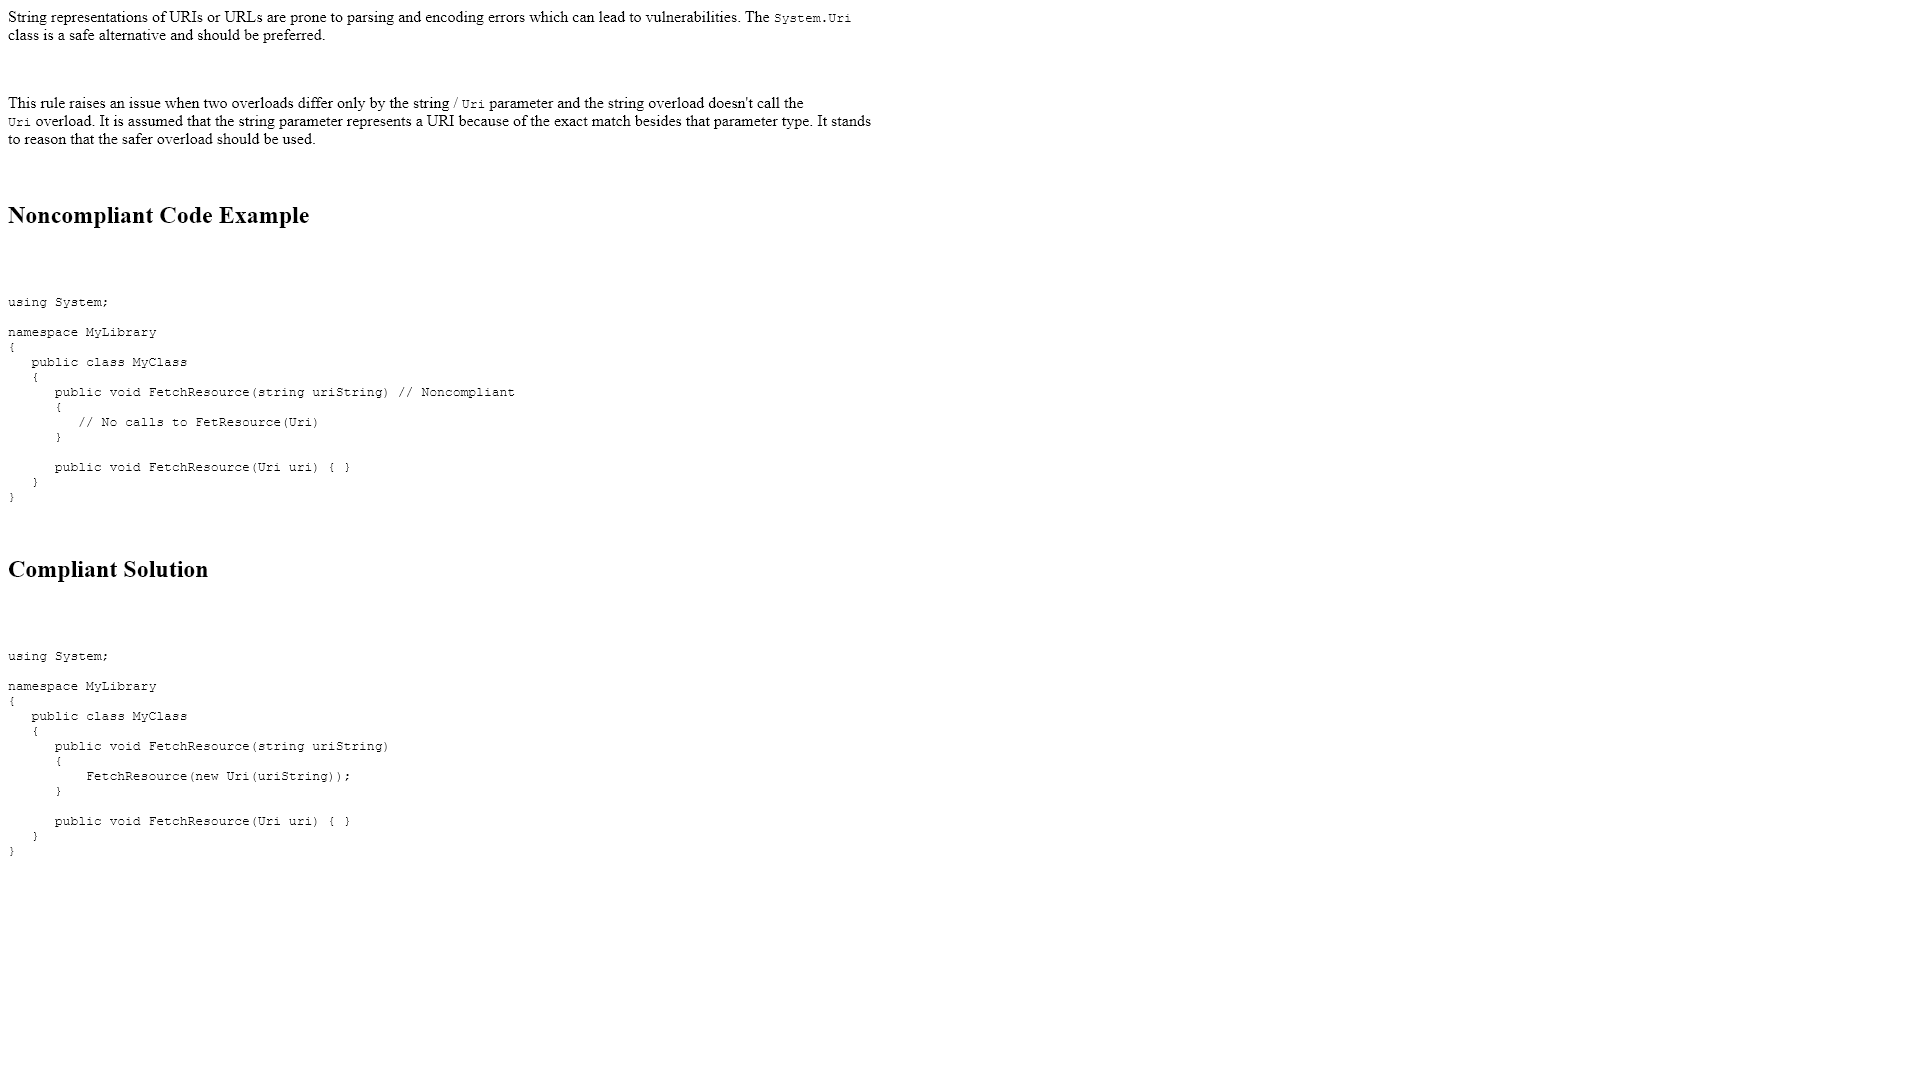 String representations of URIs or URLs are prone to parsing and encoding errors which can lead to vulnerabilities. The System.Uri
class is a safe alternative and should be preferred.
This rule raises an issue when two overloads differ only by the string / Uri parameter and the string overload doesn't call the
Uri overload. It is assumed that the string parameter represents a URI because of the exact match besides that parameter type. It stands
to reason that the safer overload should be used.
Noncompliant Code Example
using System;
namespace MyLibrary
{
   public class MyClass
   {
      public void FetchResource(string uriString) // Noncompliant
      {
         // No calls to FetResource(Uri)
      }
      public void FetchResource(Uri uri) { }
   }
}
Compliant Solution
using System;
namespace MyLibrary
{
   public class MyClass
   {
      public void FetchResource(string uriString)
      {
          FetchResource(new Uri(uriString));
      }
      public void FetchResource(Uri uri) { }
   }
}